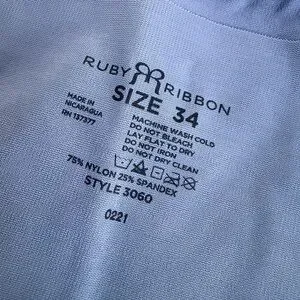 RUBY RIBBON
SIZE 34
MADE IN
NICARAGUA
RN 137377
MACHINE WASH COLD
DO NOT BLEACH
LAY FLAT TO DRY
DO NOT IRON
DO NOT DRY CLEAN
75% NYLON 25% SPANDEX
STYLE 3060
0221